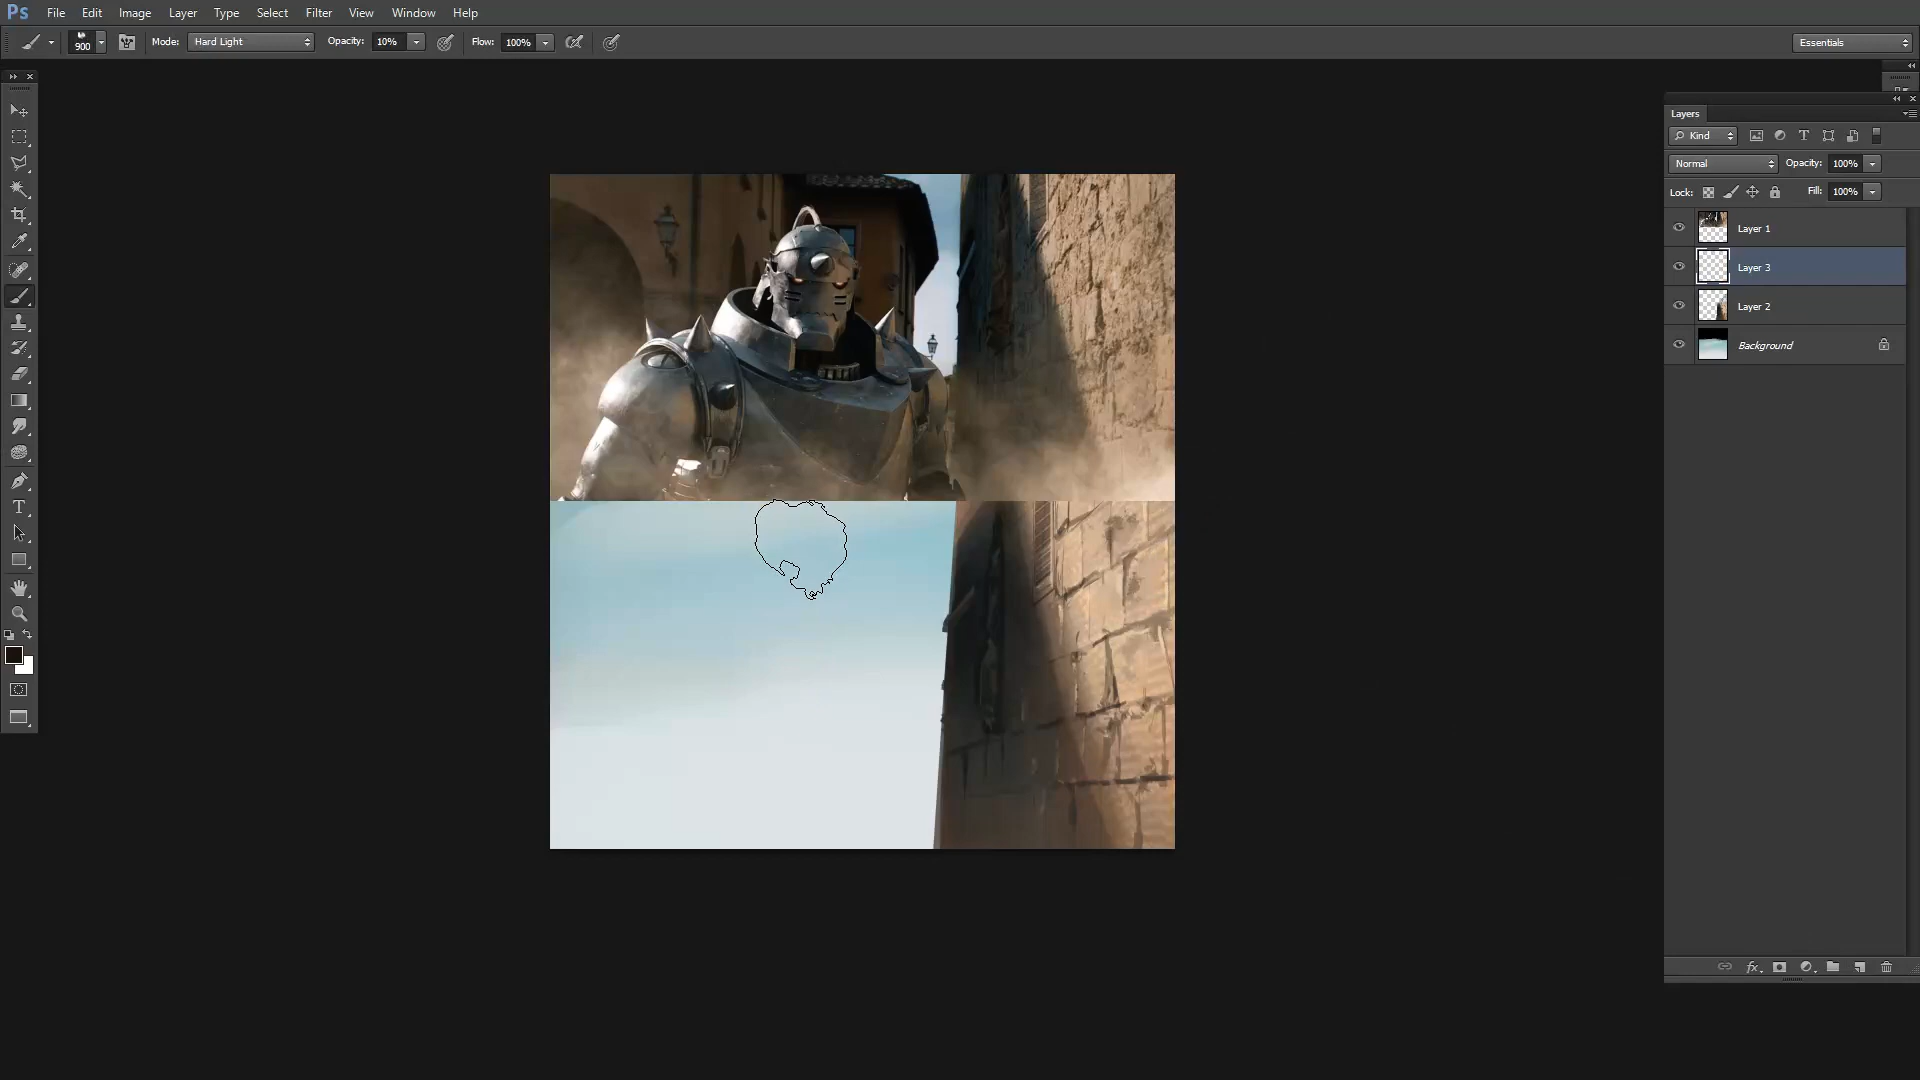 Ps File Edit Image Layer Type Select Filter View Window Help
900 Mode: Hard Light Opacity: 10% Flow: 100% Essentials
Layers
Kind T
Normal Opacity: 100%
Lock: Fill: 100%
Layer 1
Layer 3
Layer 2
Background
T
fx